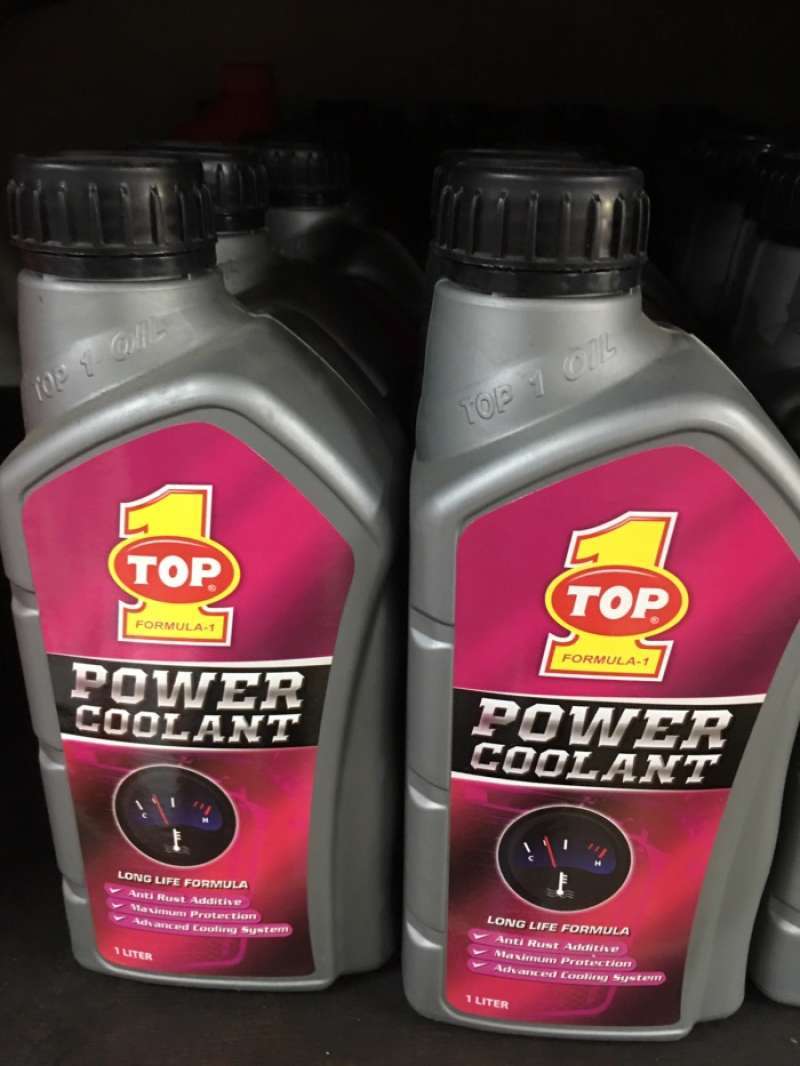 TOP 1 OIL
1
TOP®
FORMULA-1
POWER
COOLANT
C H
LONG LIFE FORMULA
Anti Rust Additive
Maximum Protection
Advanced Cooling System
1 LITER
TOP 1 OIL
1
TOP®
FORMULA-1
POWER
COOLANT
C H
LONG LIFE FORMULA
Anti Rust Additive
Maximum Protection
Advanced Cooling System
1 LITER